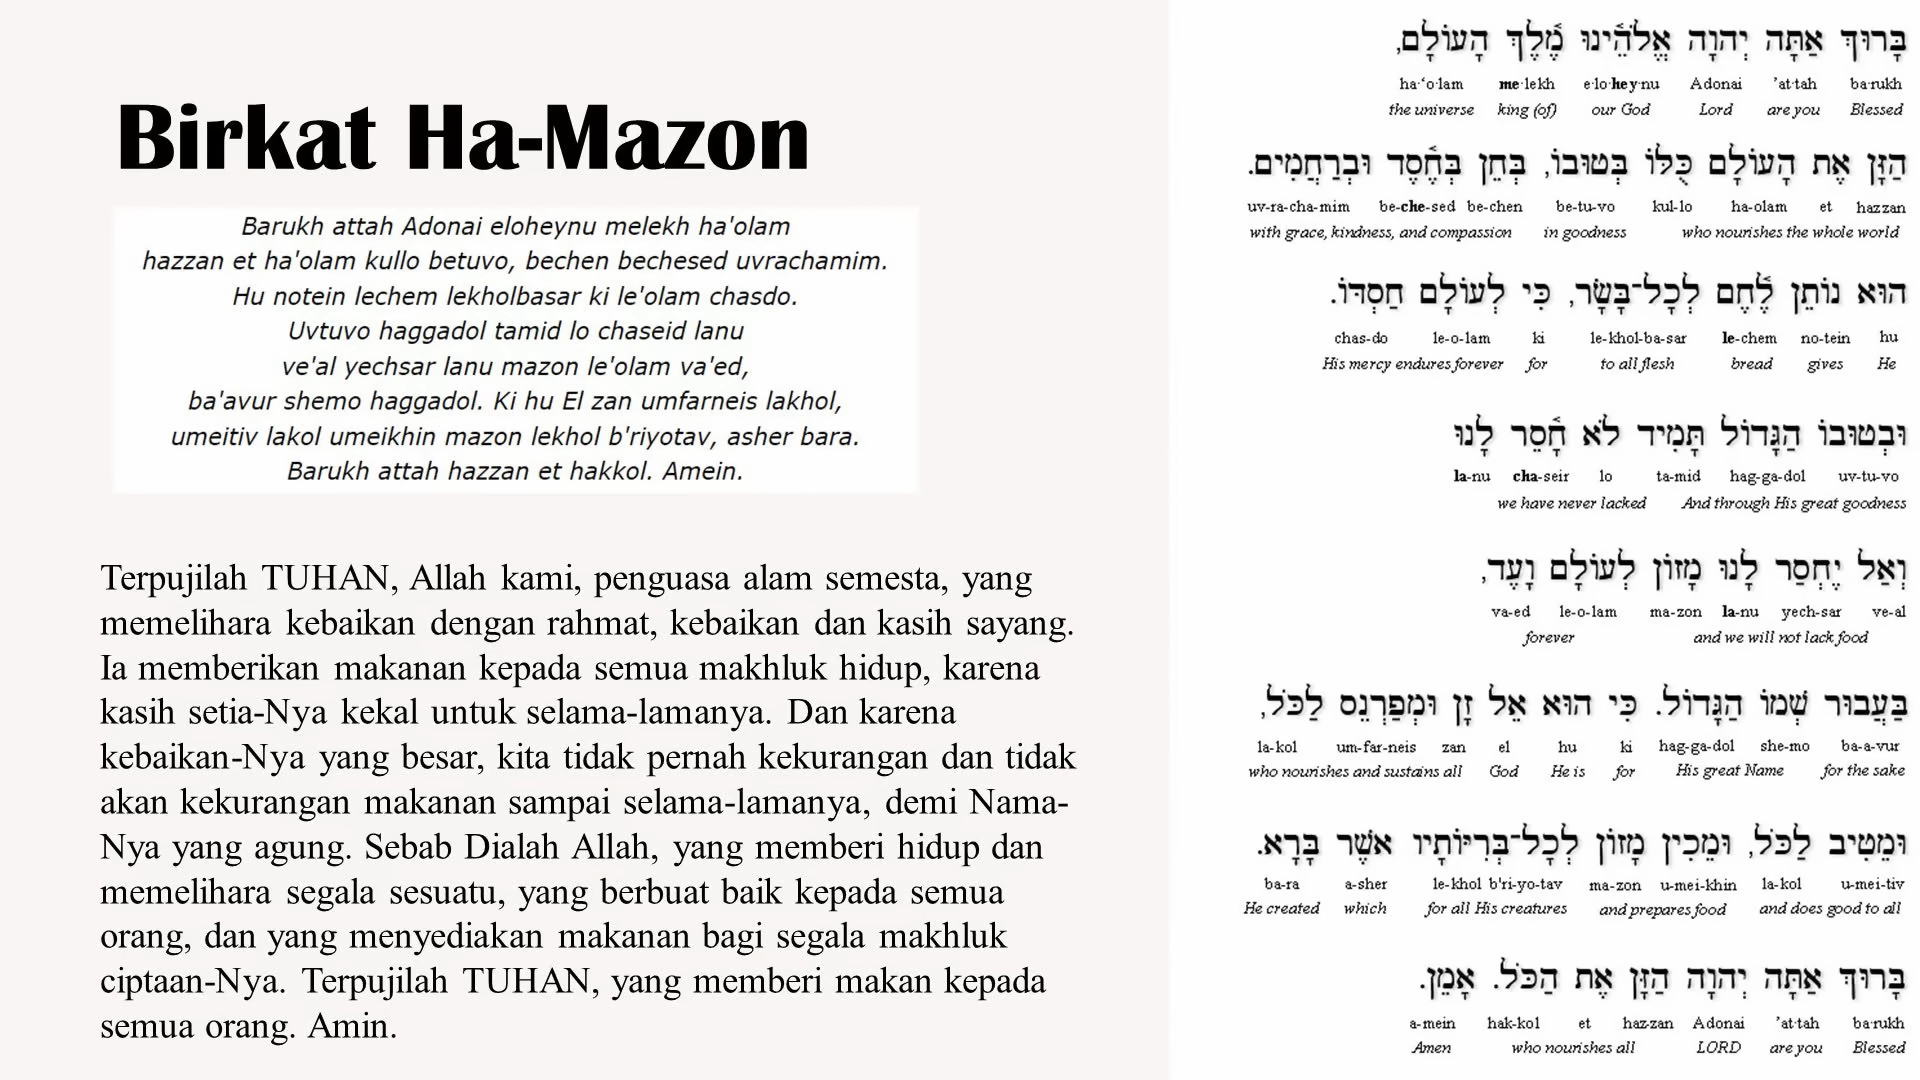 Birkat Ha-Mazon
Barukh attah Adonai eloheynu melekh ha'olam
hazzan et ha'olam kullo betuvo, bechen bechesed uvrachamim.
Hu notein lechem lekholbasar ki le'olam chasdo.
Uvtuvo haggadol tamid lo chaseid lanu
ve'al yechsar lanu mazon le'olam va'ed,
ba'avur shemo haggadol. Ki hu El zan umfarneis lakhol,
umeitiv lakol umeikhin mazon lekhol b'riyotav, asher bara.
Barukh attah hazzan et hakkol. Amein.
Terpujilah TUHAN, Allah kami, penguasa alam semesta, yang
memelihara kebaikan dengan rahmat, kebaikan dan kasih sayang.
Ia memberikan makanan kepada semua makhluk hidup, karena
kasih setia-Nya kekal untuk selama-lamanya. Dan karena
kebaikan-Nya yang besar, kita tidak pernah kekurangan dan tidak
akan kekurangan makanan sampai selama-lamanya, demi Nama-
Nya yang agung. Sebab Dialah Allah, yang memberi hidup dan
memelihara segala sesuatu, yang berbuat baik kepada semua
orang, dan yang menyediakan makanan bagi segala makhluk
ciptaan-Nya. Terpujilah TUHAN, yang memberi makan kepada
semua orang. Amin.
בָּרוּךְ אַתָּה יְהוָה אֱלֹהֵ֫ינוּ מֶ֫לֶךְ הָעוֹלָם,
ha·‘o·lam me·lekh e·lo·hey·nu Adonai ’at·tah ba·rukh
the universe king (of) our God Lord are you Blessed
הַזָּן אֶת הָעוֹלָם כֻּלּוֹ בְּטוּבוֹ, בְּחֵן בְּחֶ֫סֶד וּבְרַחֲמִים.
uv-ra-cha-mim be-che-sed be-chen be-tu-vo kul-lo ha-olam et hazzan
with grace, kindness, and compassion in goodness who nourishes the whole world
הוּא נוֹתֵן לֶ֫חֶם לְכָל־בָּשָׂר, כִּי לְעוֹלָם חַסְדּוֹ.
chas-do le-o-lam ki le-khol-ba-sar le-chem no-tein hu
His mercy endures forever for to all flesh bread gives He
וּבְטוּבוֹ הַגָּדוֹל תָּמִיד לֹא חָ֫סֵר לָנוּ
la-nu cha-seir lo ta-mid hag-ga-dol uv-tu-vo
we have never lacked And through His great goodness
וְאַל יֶחְסַר לָנוּ מָזוֹן לְעוֹלָם וָעֶד,
va-ed le-o-lam ma-zon la-nu yech-sar ve-al
forever and we will not lack food
בַּעֲבוּר שְׁמוֹ הַגָּדוֹל. כִּי הוּא אֵל זָן וּמְפַרְנֵס לַכֹּל,
la-kol um-far-neis zan el hu ki hag-ga-dol she-mo ba-a-vur
who nourishes and sustains all God He is for His great Name for the sake
וּמֵטִיב לַכֹּל, וּמֵכִין מָזוֹן לְכָל־בְּרִיּוֹתָיו אֹשֶׁר בָּרָא.
ba-ra a-sher le-khol b'ri-yo-tav ma-zon u-mei-khin la-kol u-mei-tiv
He created which for all His creatures and prepares food and does good to all
בָּרוּךְ אַתָּה יְהוָה הַזָּן אֶת הַכֹּל. אָמֵן.
a-mein hak-kol et haz-zan Adonai ’at·tah ba·rukh
Amen who nourishes all LORD are you Blessed